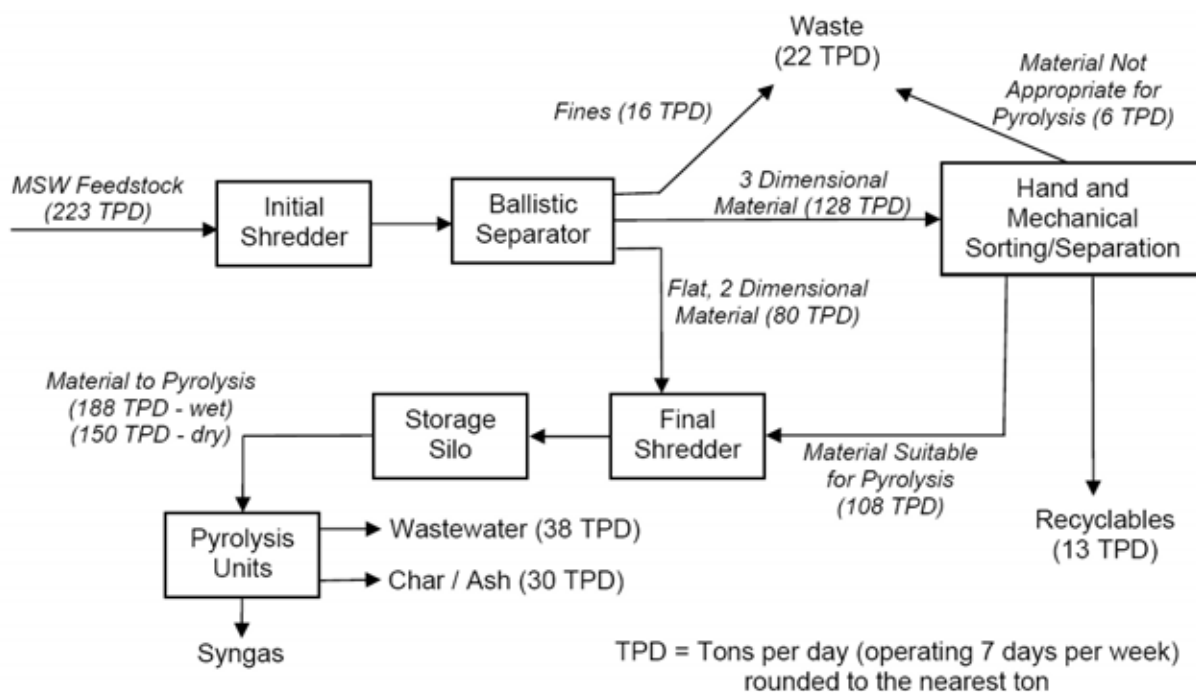 Waste
(22 TPD)
Material Not
Appropriate for
Pyrolysis (6 TPD)
Fines (16 TPD)
MSW Feedstock
(223 TPD)
Initial
Shredder
Ballistic
Separator
3 Dimensional
Material (128 TPD)
Hand and
Mechanical
Sorting/Separation
Flat, 2 Dimensional
Material (80 TPD)
Material to Pyrolysis
(188 TPD - wet)
(150 TPD - dry)
Storage
Silo
Final
Shredder
Material Suitable
for Pyrolysis
(108 TPD)
Recyclables
(13 TPD)
Pyrolysis
Units
Wastewater (38 TPD)
Char / Ash (30 TPD)
Syngas
TPD = Tons per day (operating 7 days per week)
rounded to the nearest ton